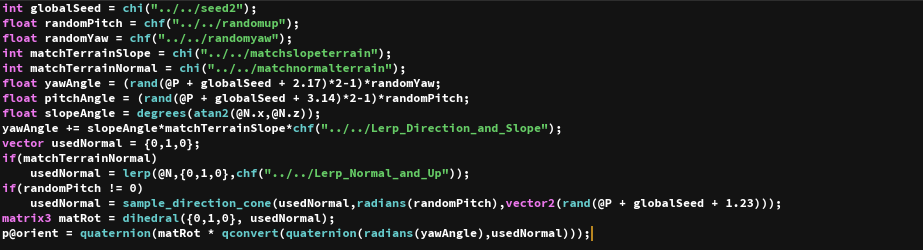 int globalSeed = chi("../../seed2");
float randomPitch = chf("../../randomup");
float randomYaw = chf("../../randomyaw");
int matchTerrainSlope = chi("../../matchslopeterrain");
int matchTerrainNormal = chi("../../matchnormalterrain");
float yawAngle = (rand(@P + globalSeed + 2.17)*2-1)*randomYaw;
float pitchAngle = (rand(@P + globalSeed + 3.14)*2-1)*randomPitch;
float slopeAngle = degrees(atan2(@N.x,@N.z));
yawAngle += slopeAngle*matchTerrainSlope*chf("../../Lerp_Direction_and_Slope");
vector usedNormal = {0,1,0};
if(matchTerrainNormal)
    usedNormal = lerp(@N,{0,1,0},chf("../../Lerp_Normal_and_Up"));
if(randomPitch != 0)
    usedNormal = sample_direction_cone(usedNormal,radians(randomPitch),vector2(rand(@P + globalSeed + 1.23)));
matrix3 matRot = dihedral({0,1,0}, usedNormal);
p@orient = quaternion(matRot * qconvert(quaternion(radians(yawAngle),usedNormal)));